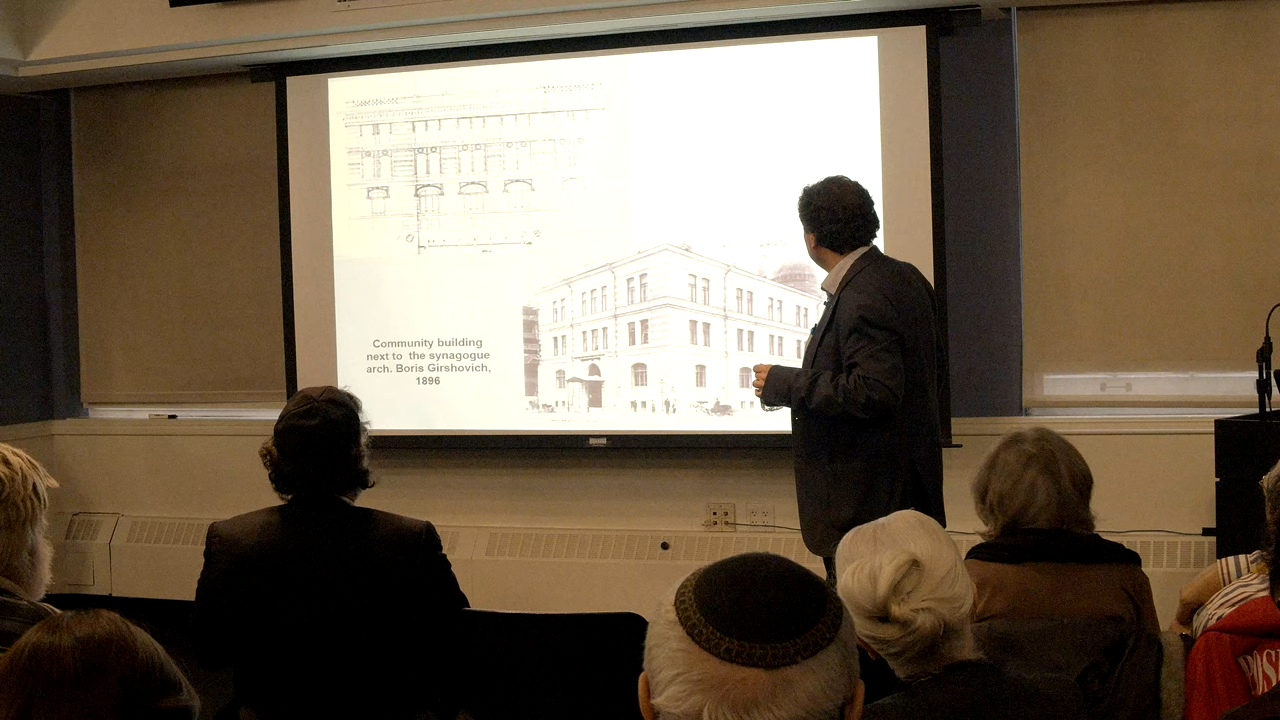 Community building
next to the synagogue
arch. Boris Girshovich,
1896